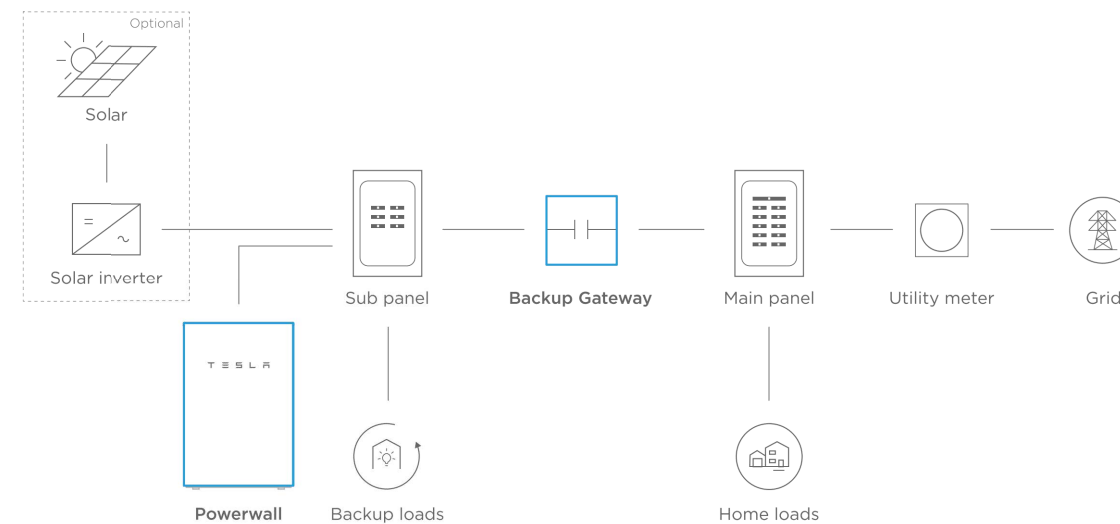 Optional
Solar
Solar inverter
Sub panel
Backup Gateway
Main panel
Utility meter
Grid
TESLA
Powerwall
Backup loads
Home loads